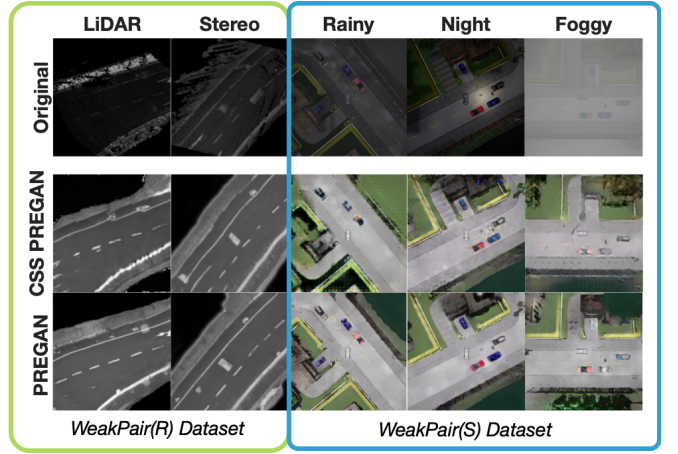 LiDAR Stereo Rainy Night Foggy
Original
CSS PREGAN
PREGAN
WeakPair(R) Dataset WeakPair(S) Dataset